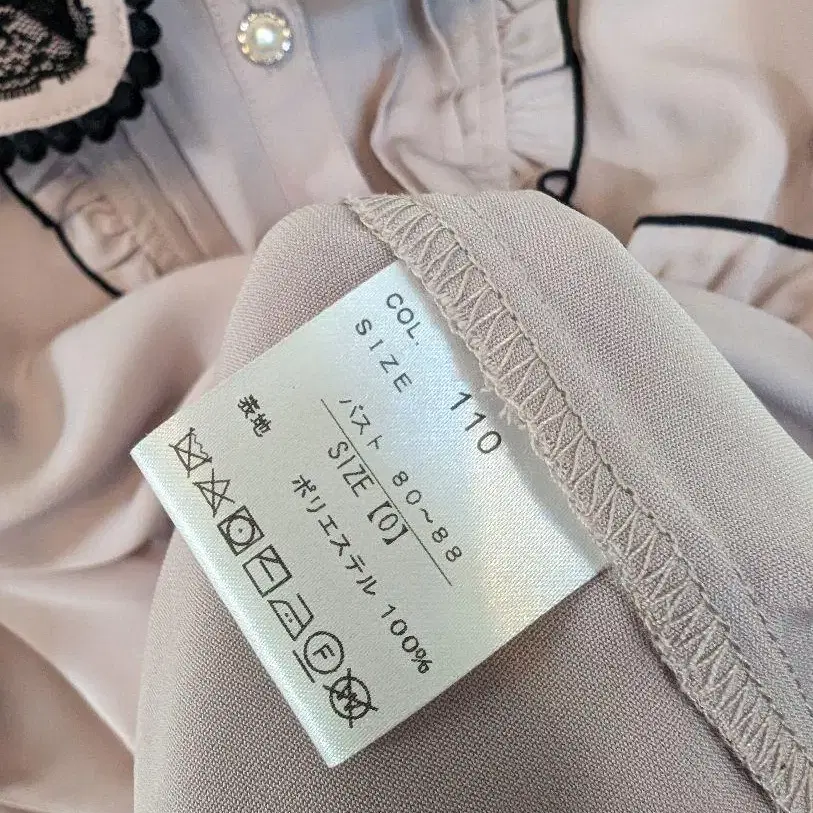 COL. 110
SIZE
バスト 80~88
SIZE【0】
表地 ポリエステル 100%
F
W